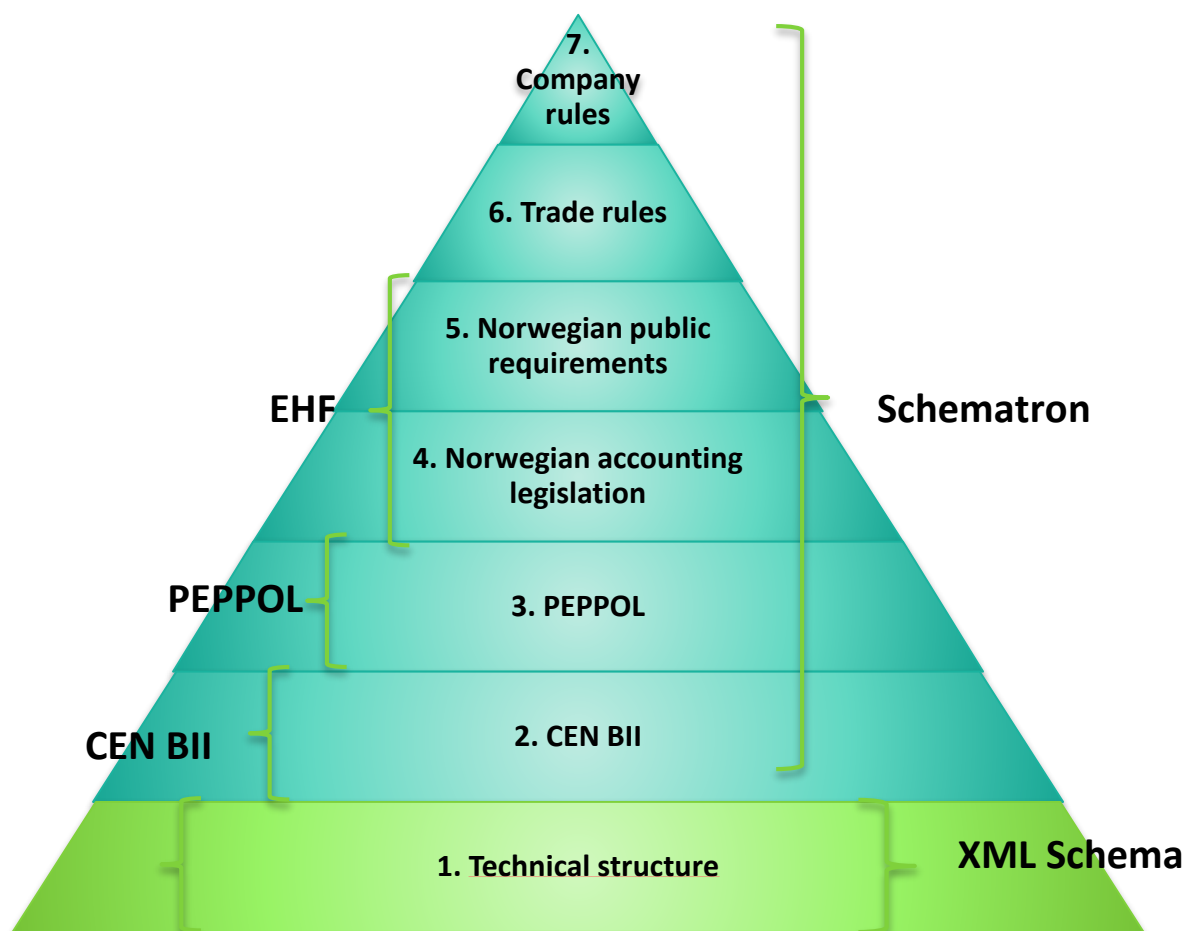 7.
Company
rules
6. Trade rules
5. Norwegian public
requirements
EHF
Schematron
4. Norwegian accounting
legislation
PEPPOL
3. PEPPOL
CEN BII
2. CEN BII
XML Schema
1. Technical structure